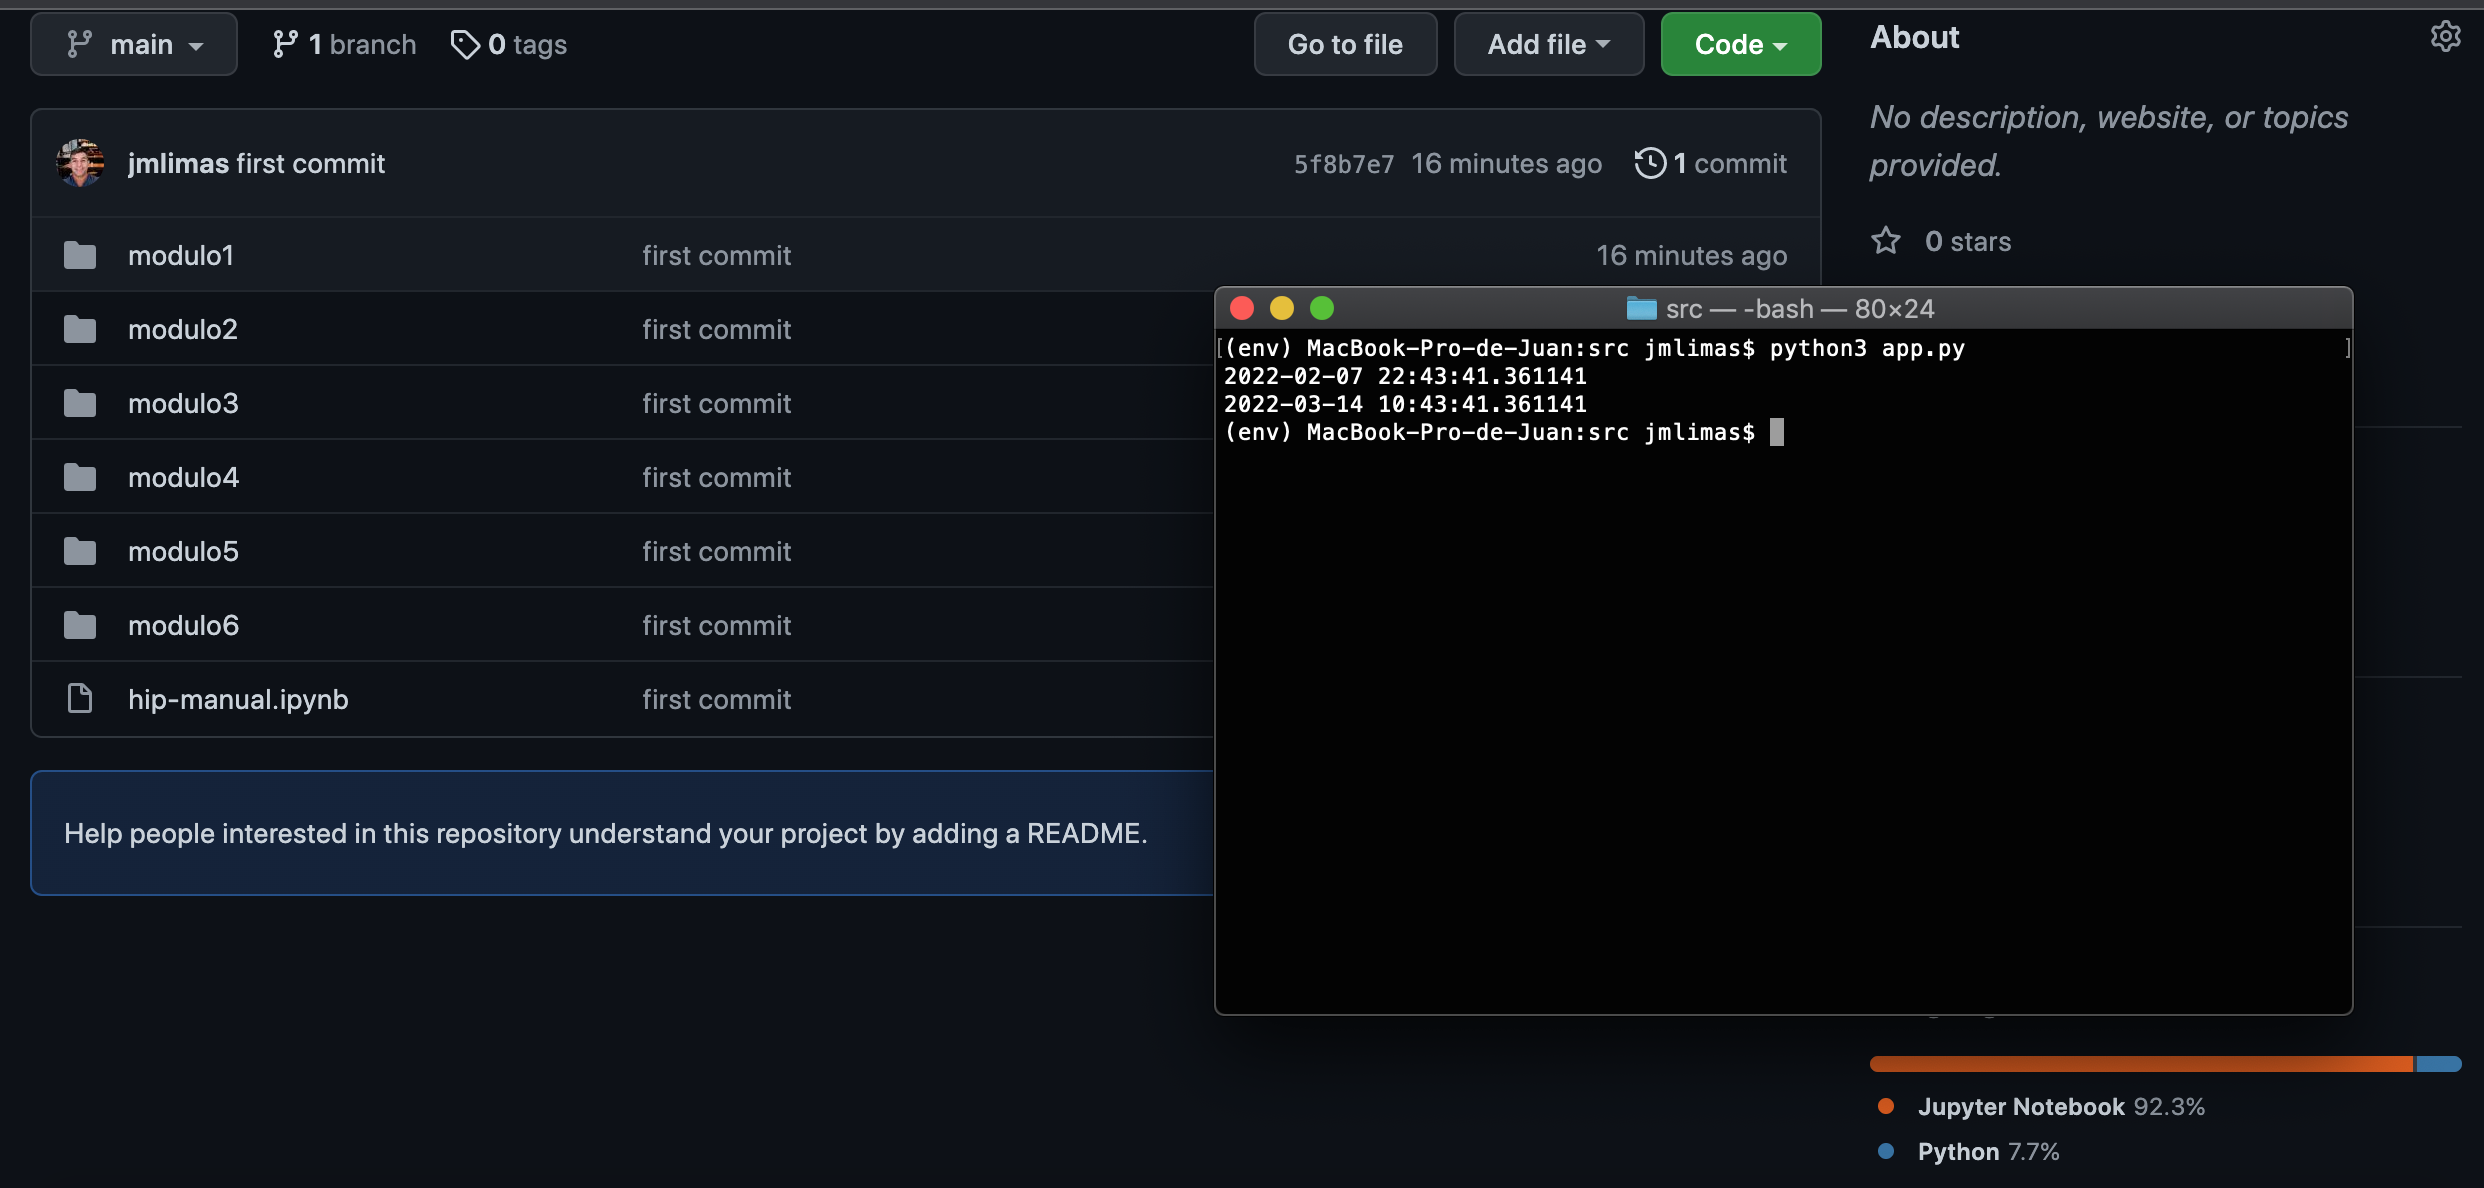 main 1 branch 0 tags Go to file Add file Code
jmlimas first commit 5f8b7e7 16 minutes ago 1 commit
modulo1 first commit 16 minutes ago
modulo2 first commit
modulo3 first commit
modulo4 first commit
modulo5 first commit
modulo6 first commit
hip-manual.ipynb first commit
Help people interested in this repository understand your project by adding a README.
About
No description, website, or topics
provided.
0 stars
src — -bash — 80×24
(env) MacBook-Pro-de-Juan:src jmlimas$ python3 app.py
2022-02-07 22:43:41.361141
2022-03-14 10:43:41.361141
(env) MacBook-Pro-de-Juan:src jmlimas$
Jupyter Notebook 92.3%
Python 7.7%